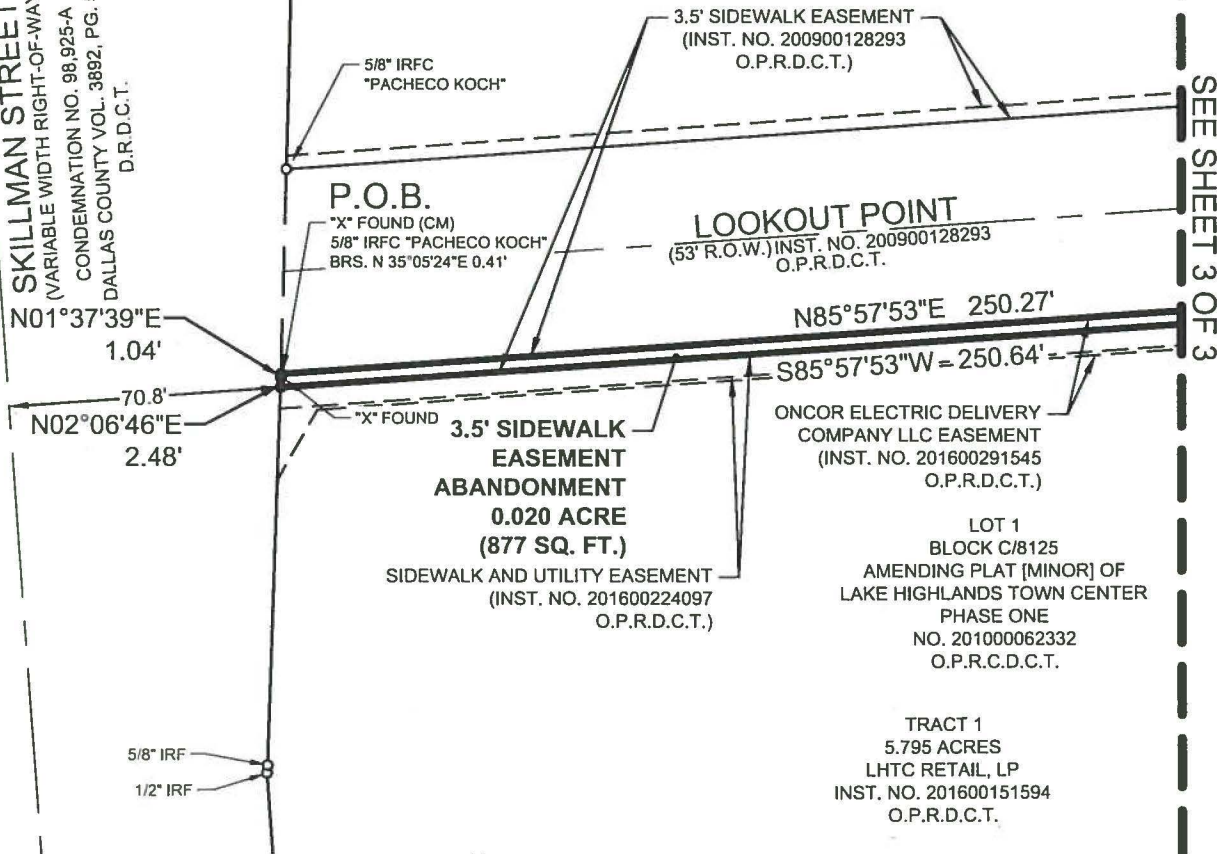 SKILLMAN STREET
(VARIABLE WIDTH RIGHT-OF-WAY
CONDEMNATION NO. 98,925-A
DALLAS COUNTY VOL. 3892, PG.
D.R.D.C.T.
3.5' SIDEWALK EASEMENT
(INST. NO. 200900128293
O.P.R.D.C.T.)
5/8" IRFC
"PACHECO KOCH"
P.O.B.
"X" FOUND (CM)
5/8" IRFC "PACHECO KOCH"
BRS. N 35°05'24"E 0.41'
LOOKOUT POINT
(53' R.O.W.) INST. NO. 200900128293
O.P.R.D.C.T.
SEE SHEET 3 OF 3
N01°37'39"E
1.04'
N85°57'53"E 250.27'
S85°57'53"W 250.64'
70.8'
N02°06'46"E
2.48'
"X" FOUND
3.5' SIDEWALK
EASEMENT
ABANDONMENT
0.020 ACRE
(877 SQ. FT.)
ONCOR ELECTRIC DELIVERY
COMPANY LLC EASEMENT
(INST. NO. 201600291545
O.P.R.D.C.T.)
SIDEWALK AND UTILITY EASEMENT
(INST. NO. 201600224097
O.P.R.D.C.T.)
LOT 1
BLOCK C/8125
AMENDING PLAT [MINOR] OF
LAKE HIGHLANDS TOWN CENTER
PHASE ONE
NO. 201000062332
O.P.R.C.D.C.T.
TRACT 1
5.795 ACRES
LHTC RETAIL, LP
INST. NO. 201600151594
O.P.R.D.C.T.
5/8" IRF
1/2" IRF